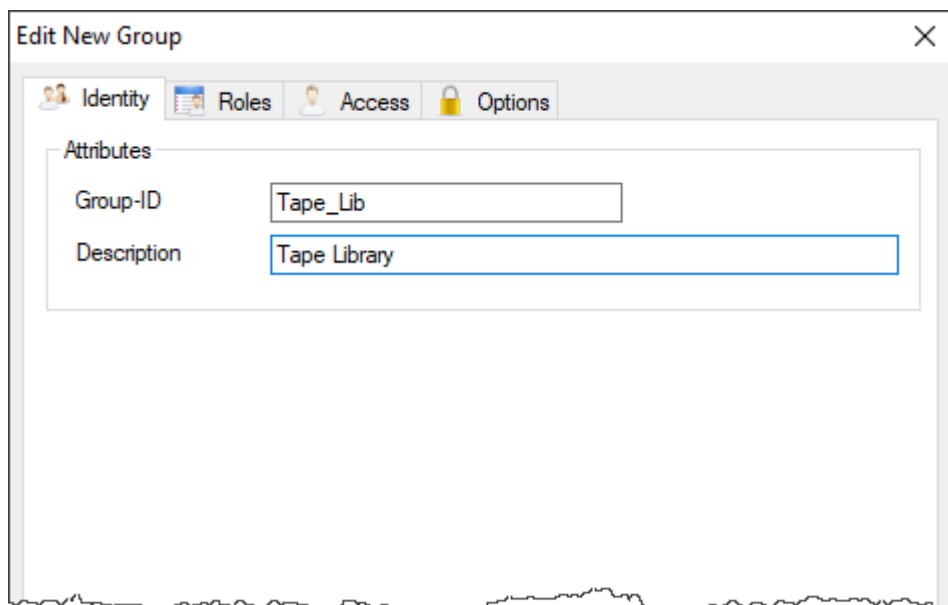 Edit New Group
Identity Roles Access Options
Attributes
Group-ID Tape_Lib
Description Tape Library